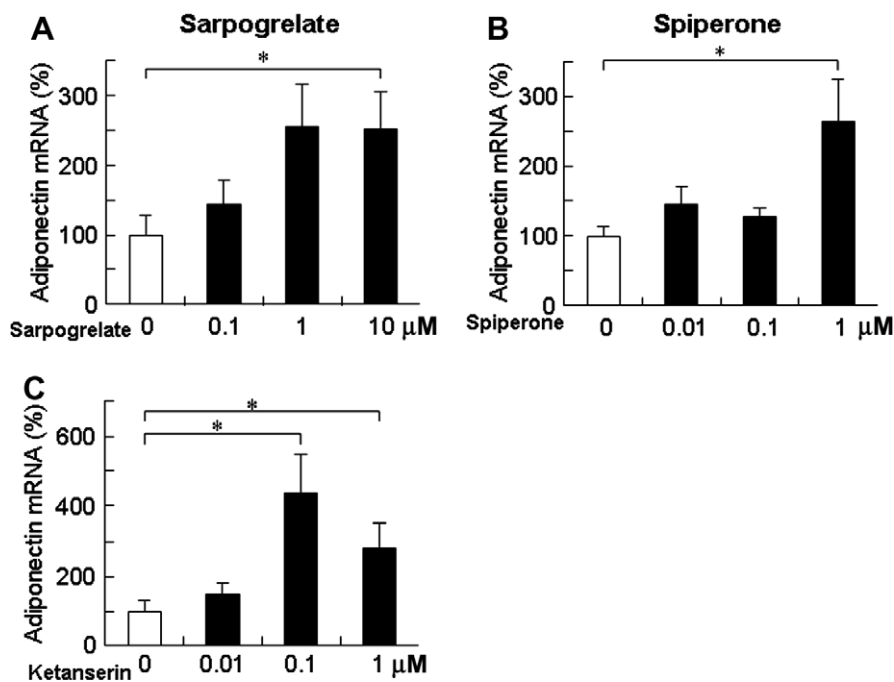 A Sarpogrelate
Adiponectin mRNA (%)
300
200
100
0
*
Sarpogrelate 0 0.1 1 10 μM
B Spiperone
Adiponectin mRNA (%)
300
200
100
0
*
Spiperone 0 0.01 0.1 1 μM
C
Adiponectin mRNA (%)
600
400
200
0
*
*
Ketanserin 0 0.01 0.1 1 μM